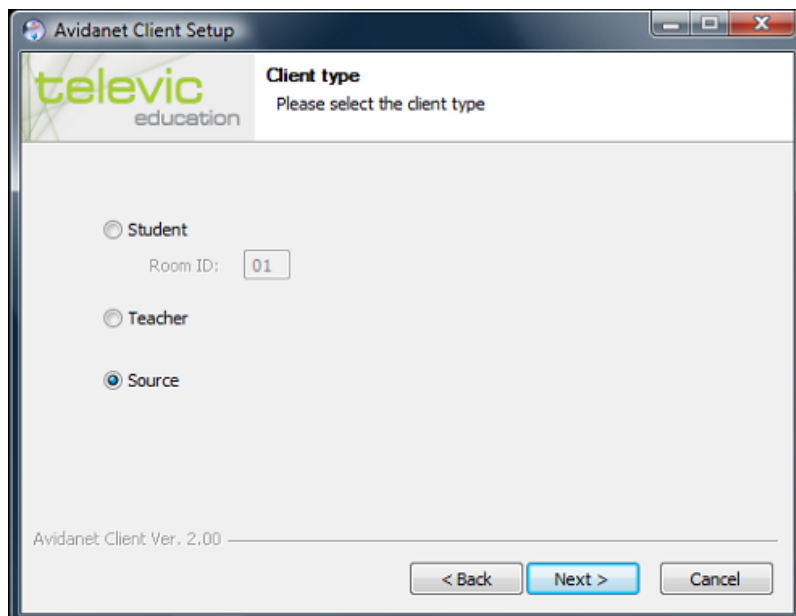 Avidanet Client Setup
televic
education
Client type
Please select the client type
Student
Room ID: 01
Teacher
Source
Avidanet Client Ver. 2.00
< Back Next > Cancel